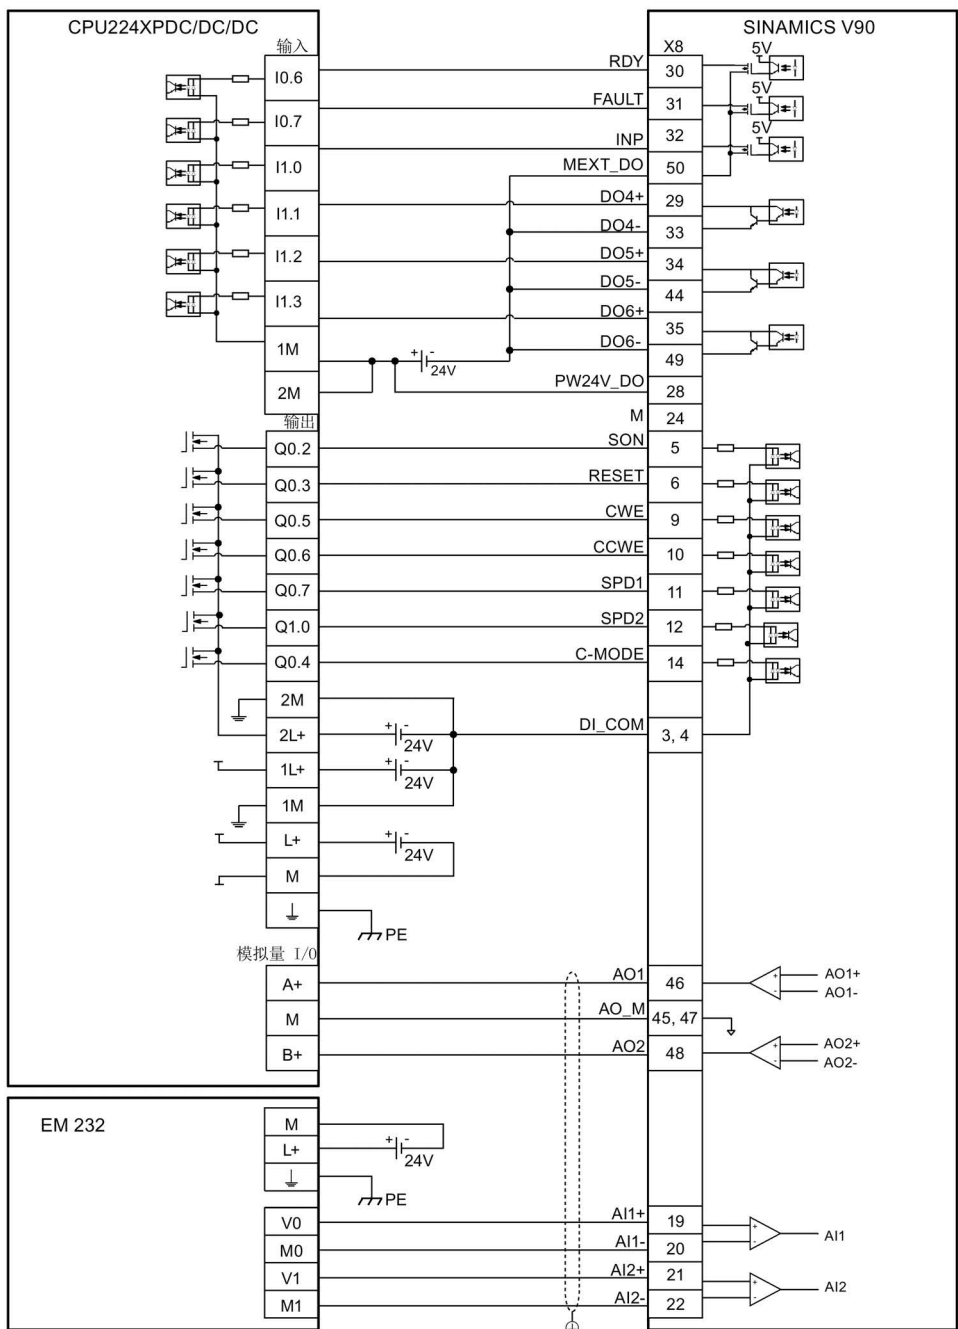 CPU224XPDC/DC/DC
SINAMICS V90
输入
X8
I0.6
RDY
30
5V
I0.7
FAULT
31
5V
I1.0
INP
32
5V
MEXT_DO
50
I1.1
DO4+
29
DO4-
33
I1.2
DO5+
34
DO5-
44
I1.3
DO6+
35
1M
DO6-
49
+ -
24V
2M
PW24V_DO
28
输出
M
24
Q0.2
SON
5
Q0.3
RESET
6
Q0.5
CWE
9
Q0.6
CCWE
10
Q0.7
SPD1
11
Q1.0
SPD2
12
Q0.4
C-MODE
14
2M
2L+
+ -
24V
DI_COM
3, 4
1L+
+ -
24V
1M
L+
+ -
24V
M
PE
模拟量 I/0
A+
AO1
46
+
-
AO1+
AO1-
M
AO_M
45, 47
B+
AO2
48
+
-
AO2+
AO2-
EM 232
M
L+
+ -
24V
PE
V0
AI1+
19
M0
AI1-
20
+
-
AI1
V1
AI2+
21
M1
AI2-
22
+
-
AI2